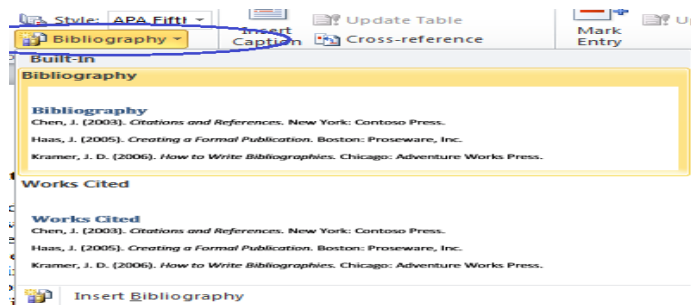 Style: APA Fifth
Update Table
Insert Caption
Mark Entry
Bibliography
Cross-reference
Built-In
Bibliography
Bibliography
Chen, J. (2003). Citations and References. New York: Contoso Press.
Haas, J. (2005). Creating a Formal Publication. Boston: Proseware, Inc.
Kramer, J. D. (2006). How to Write Bibliographies. Chicago: Adventure Works Press.
Works Cited
Works Cited
Chen, J. (2003). Citations and References. New York: Contoso Press.
Haas, J. (2005). Creating a Formal Publication. Boston: Proseware, Inc.
Kramer, J. D. (2006). How to Write Bibliographies. Chicago: Adventure Works Press.
Insert Bibliography